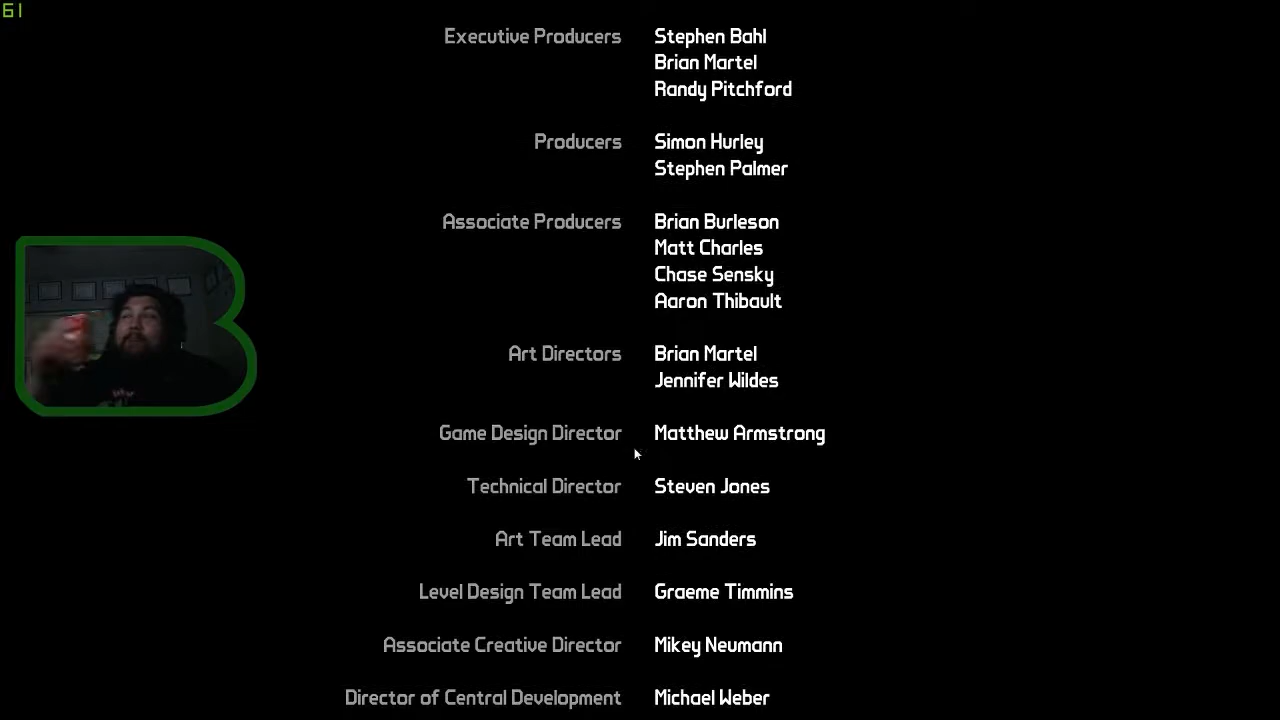 61
Executive Producers Stephen Bahl
Brian Martel
Randy Pitchford
Producers Simon Hurley
Stephen Palmer
Associate Producers Brian Burleson
Matt Charles
Chase Sensky
Aaron Thibault
Art Directors Brian Martel
Jennifer Wildes
Game Design Director Matthew Armstrong
Technical Director Steven Jones
Art Team Lead Jim Sanders
Level Design Team Lead Graeme Timmins
Associate Creative Director Mikey Neumann
Director of Central Development Michael Weber